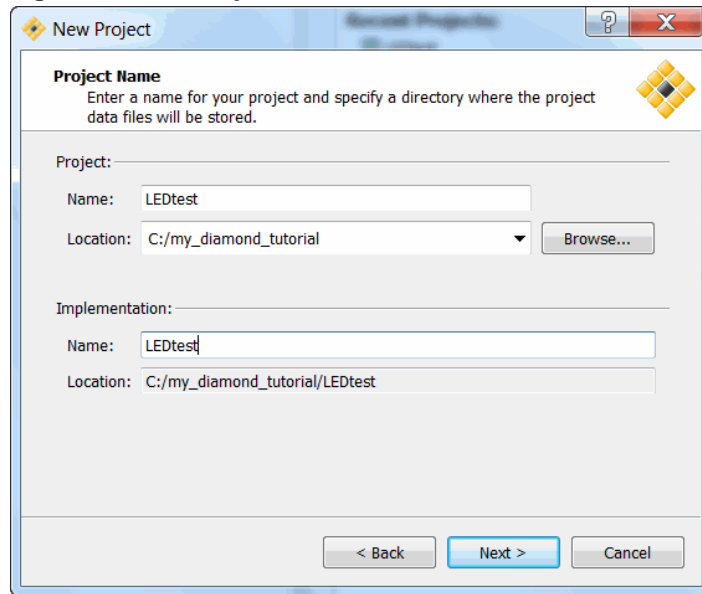 New Project
Project Name
Enter a name for your project and specify a directory where the project
data files will be stored.
Project:
Name: LEDtest
Location: C:/my_diamond_tutorial Browse...
Implementation:
Name: LEDtest
Location: C:/my_diamond_tutorial/LEDtest
< Back Next > Cancel